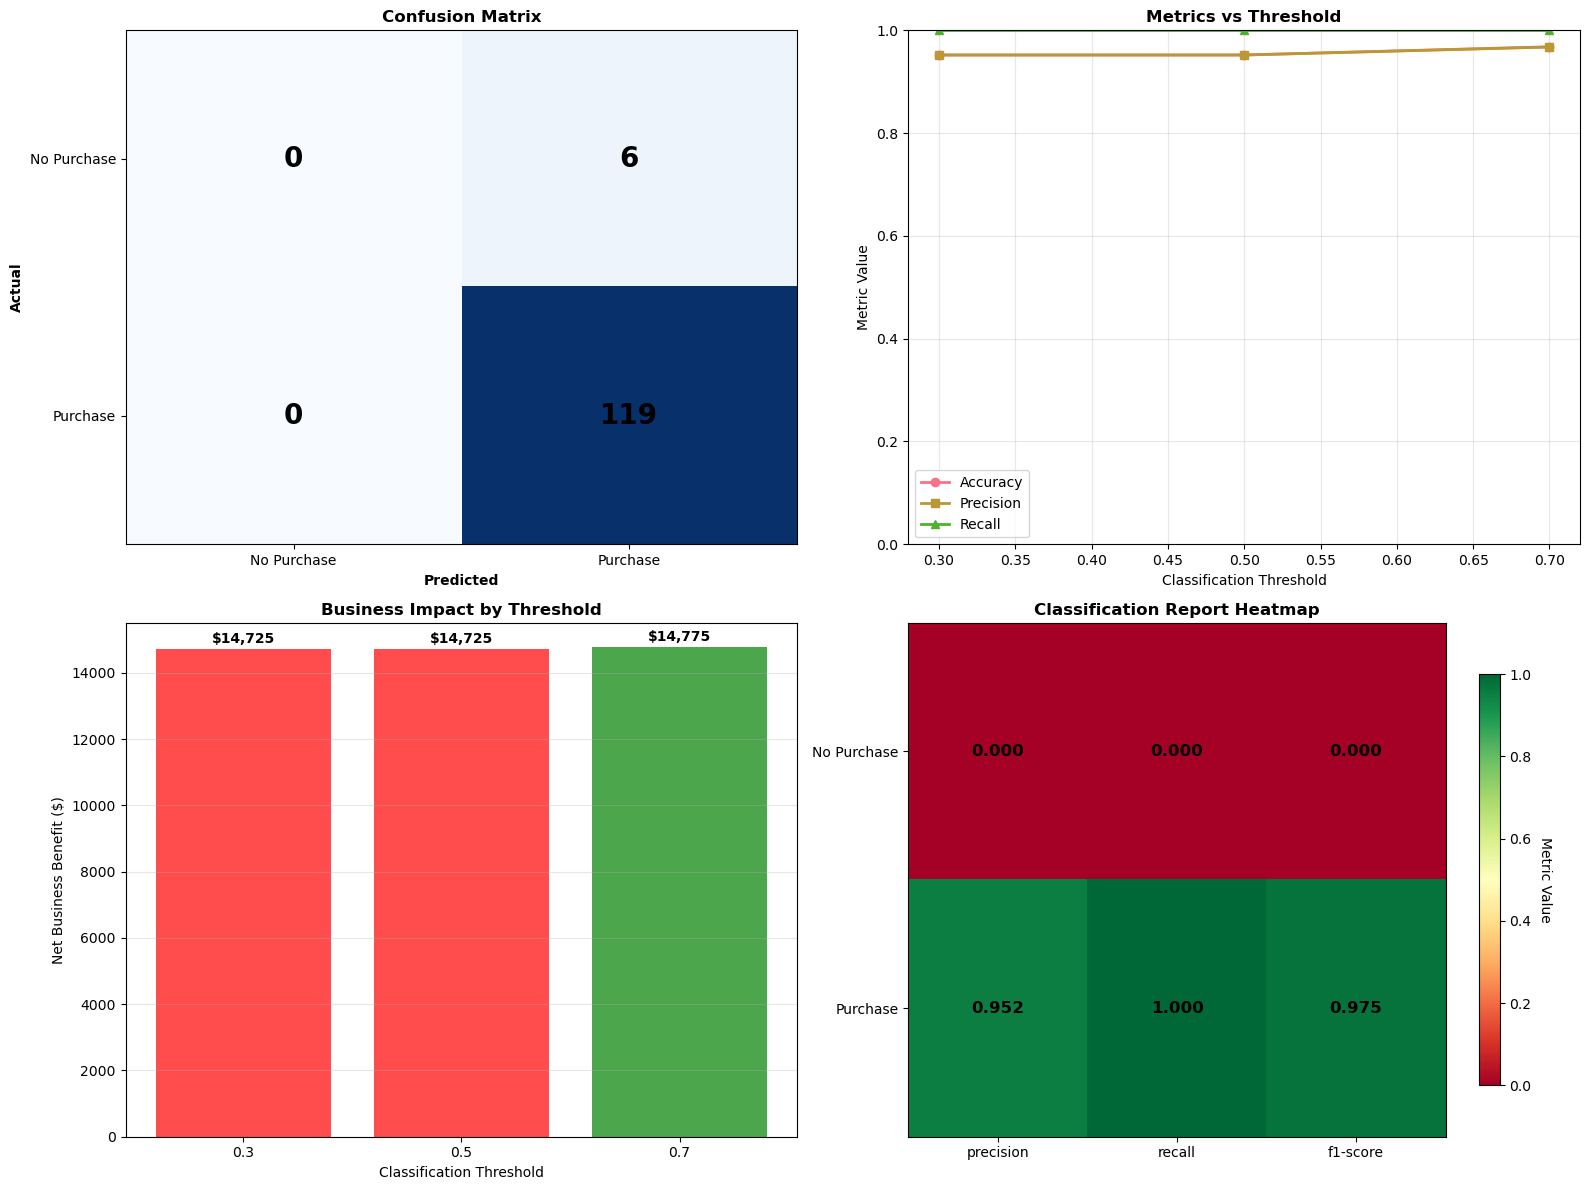 Confusion Matrix
No Purchase
0
6
Actual
Purchase
0
119
No Purchase
Purchase
Predicted
Metrics vs Threshold
1.0
0.8
0.6
0.4
0.2
0.0
Metric Value
Accuracy
Precision
Recall
0.30 0.35 0.40 0.45 0.50 0.55 0.60 0.65 0.70
Classification Threshold
Business Impact by Threshold
$14,725 $14,725 $14,775
14000
12000
10000
8000
6000
4000
2000
0
Net Business Benefit ($)
0.3 0.5 0.7
Classification Threshold
Classification Report Heatmap
No Purchase
0.000 0.000 0.000
Purchase
0.952 1.000 0.975
precision recall f1-score
1.0
0.8
0.6
0.4
0.2
0.0
Metric Value